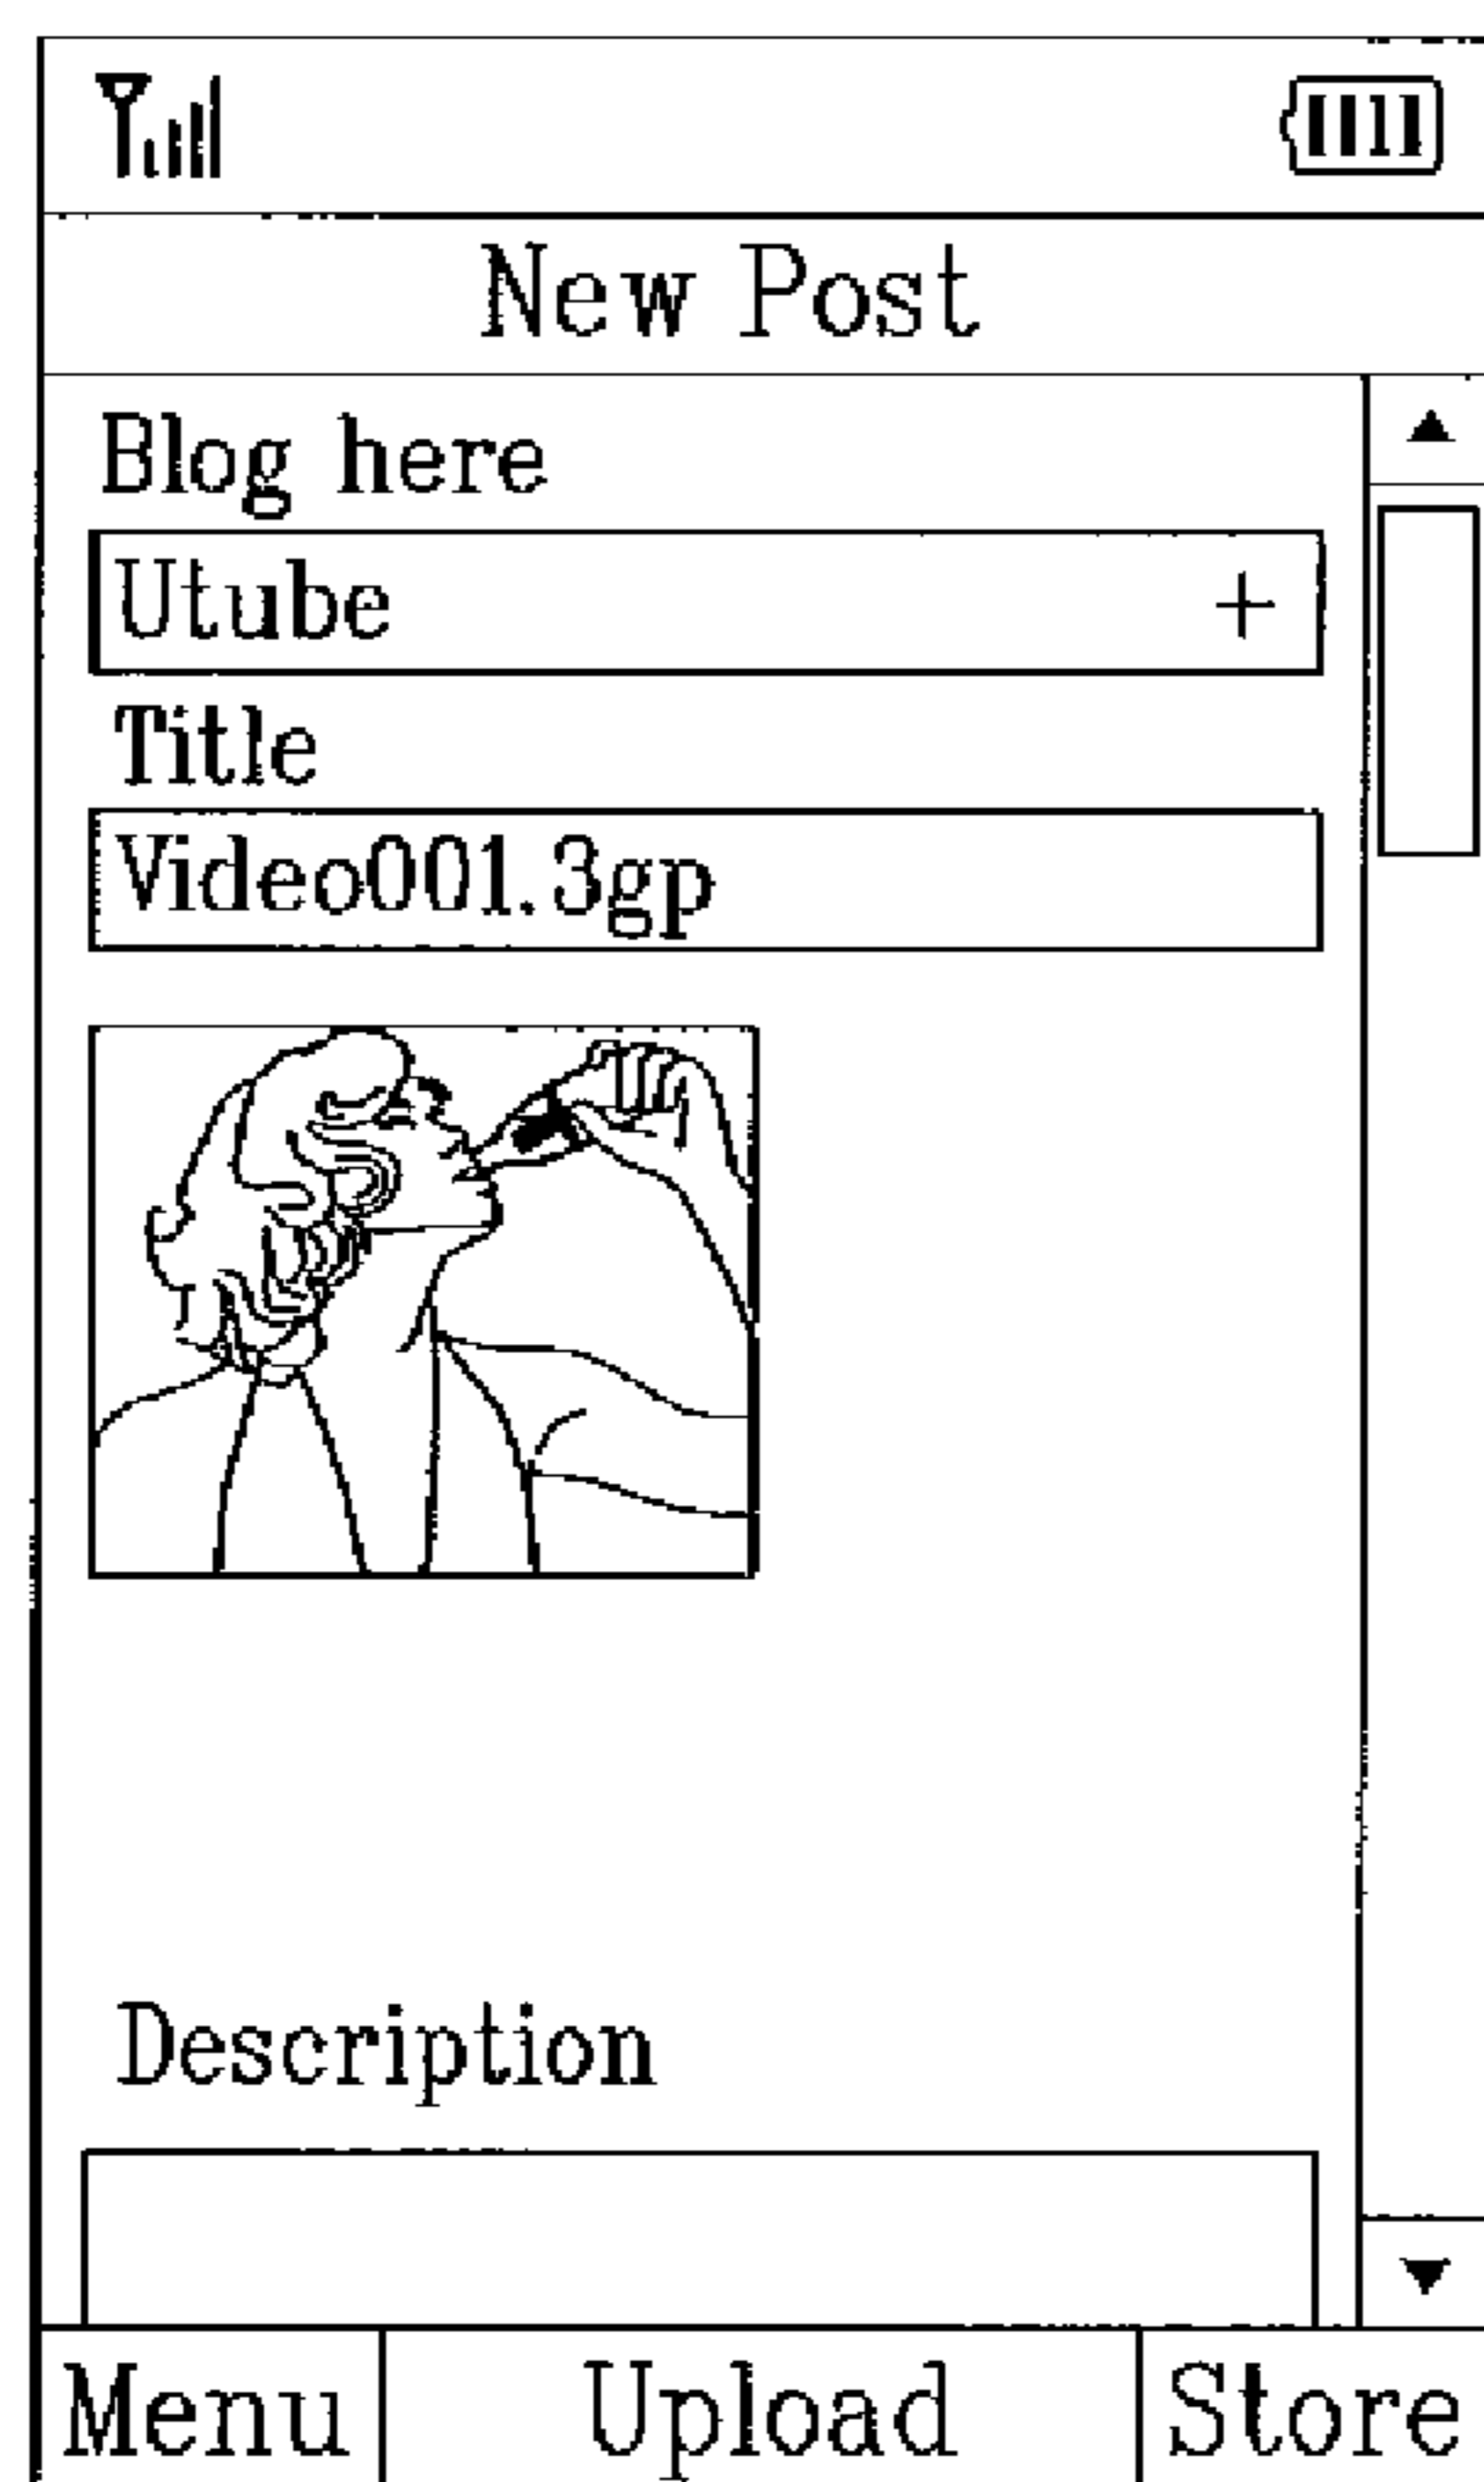 New Post
Blog here
Utube +
Title
Video001.3gp
Description
Menu Upload Store